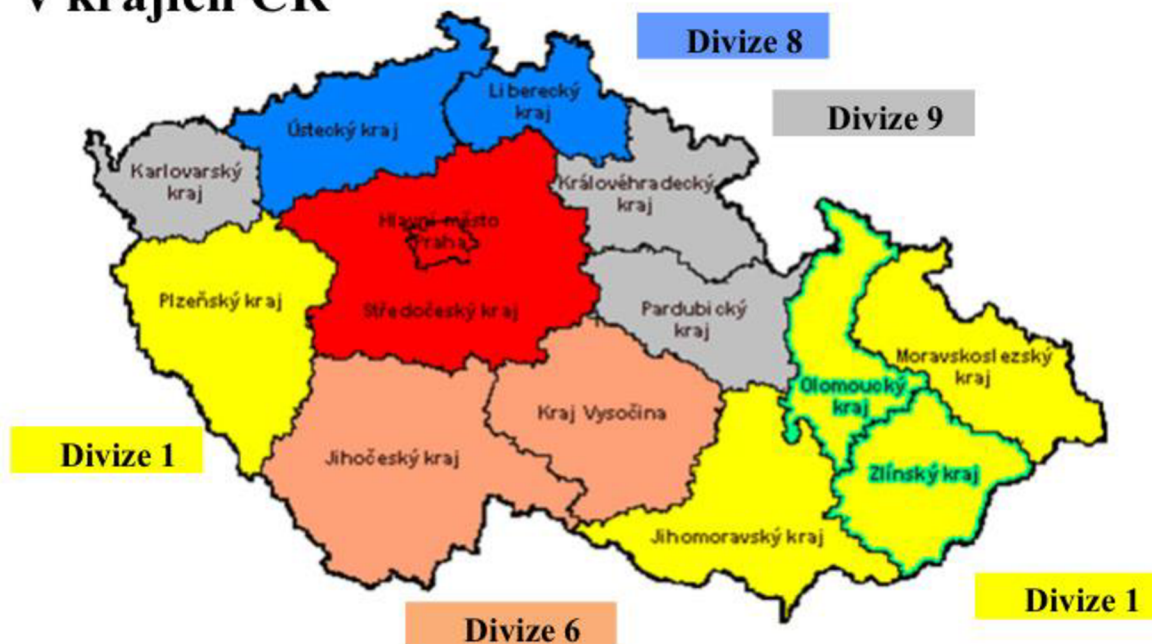 v krajích ČR
Divize 8
Liberecký
kraj
Ústecký kraj
Divize 9
Karlovarský
kraj
Královéhradecký
kraj
Hlavní město
Praha
Plzeňský kraj
Středočeský kraj
Pardubický
kraj
Moravskoslezský
kraj
Olomoucký
kraj
Kraj Vysočina
Divize 1
Jihočeský kraj
Zlínský kraj
Jihomoravský kraj
Divize 1
Divize 6